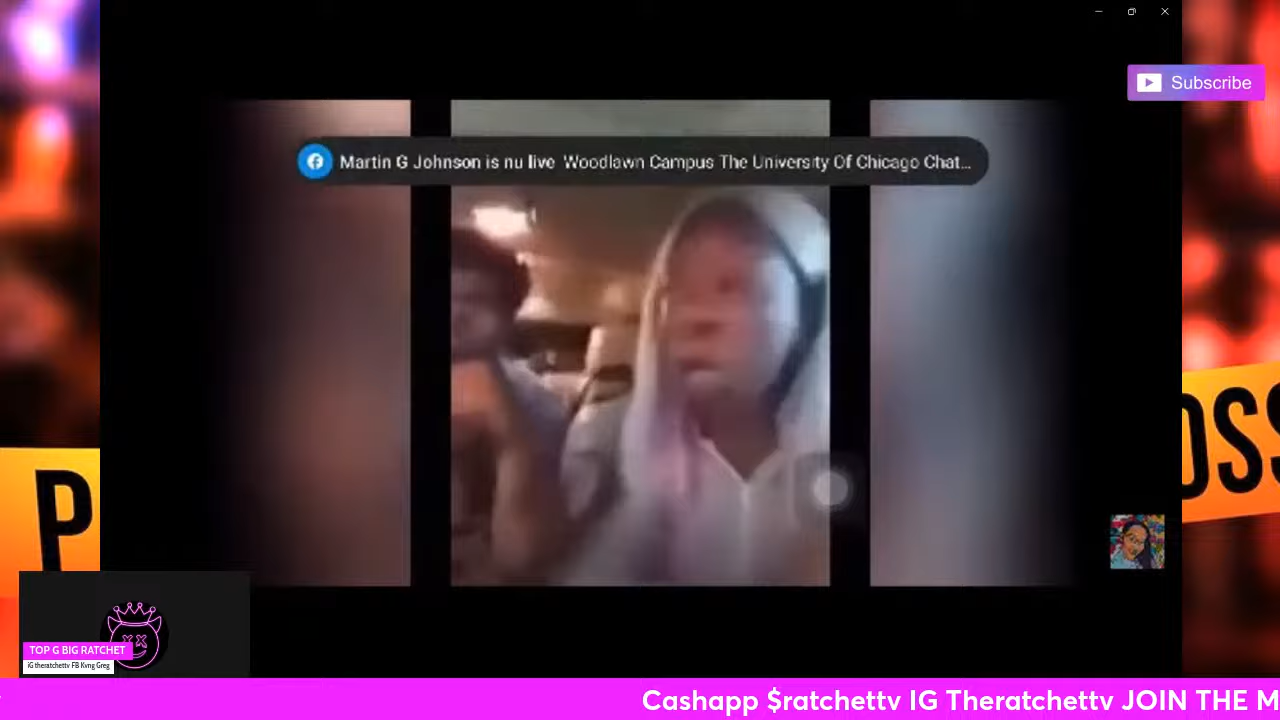 Subscribe
Martin G Johnson is nu live Woodlawn Campus The University Of Chicago Chat...
P
OSS
TOP G BIG RATCHET
iG theratchettv FB Kvng Greg
Cashapp $ratchettv IG Theratchettv JOIN THE M